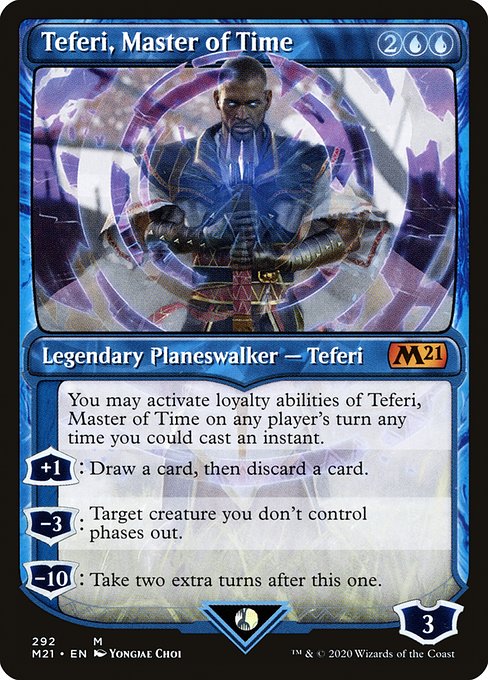 Teferi, Master of Time 2
Legendary Planeswalker — Teferi M21
You may activate loyalty abilities of Teferi,
Master of Time on any player's turn any
time you could cast an instant.
+1: Draw a card, then discard a card.
−3: Target creature you don't control
phases out.
−10: Take two extra turns after this one.
3
292 M
M21 • EN Yongjae Choi ™ & © 2020 Wizards of the Coast